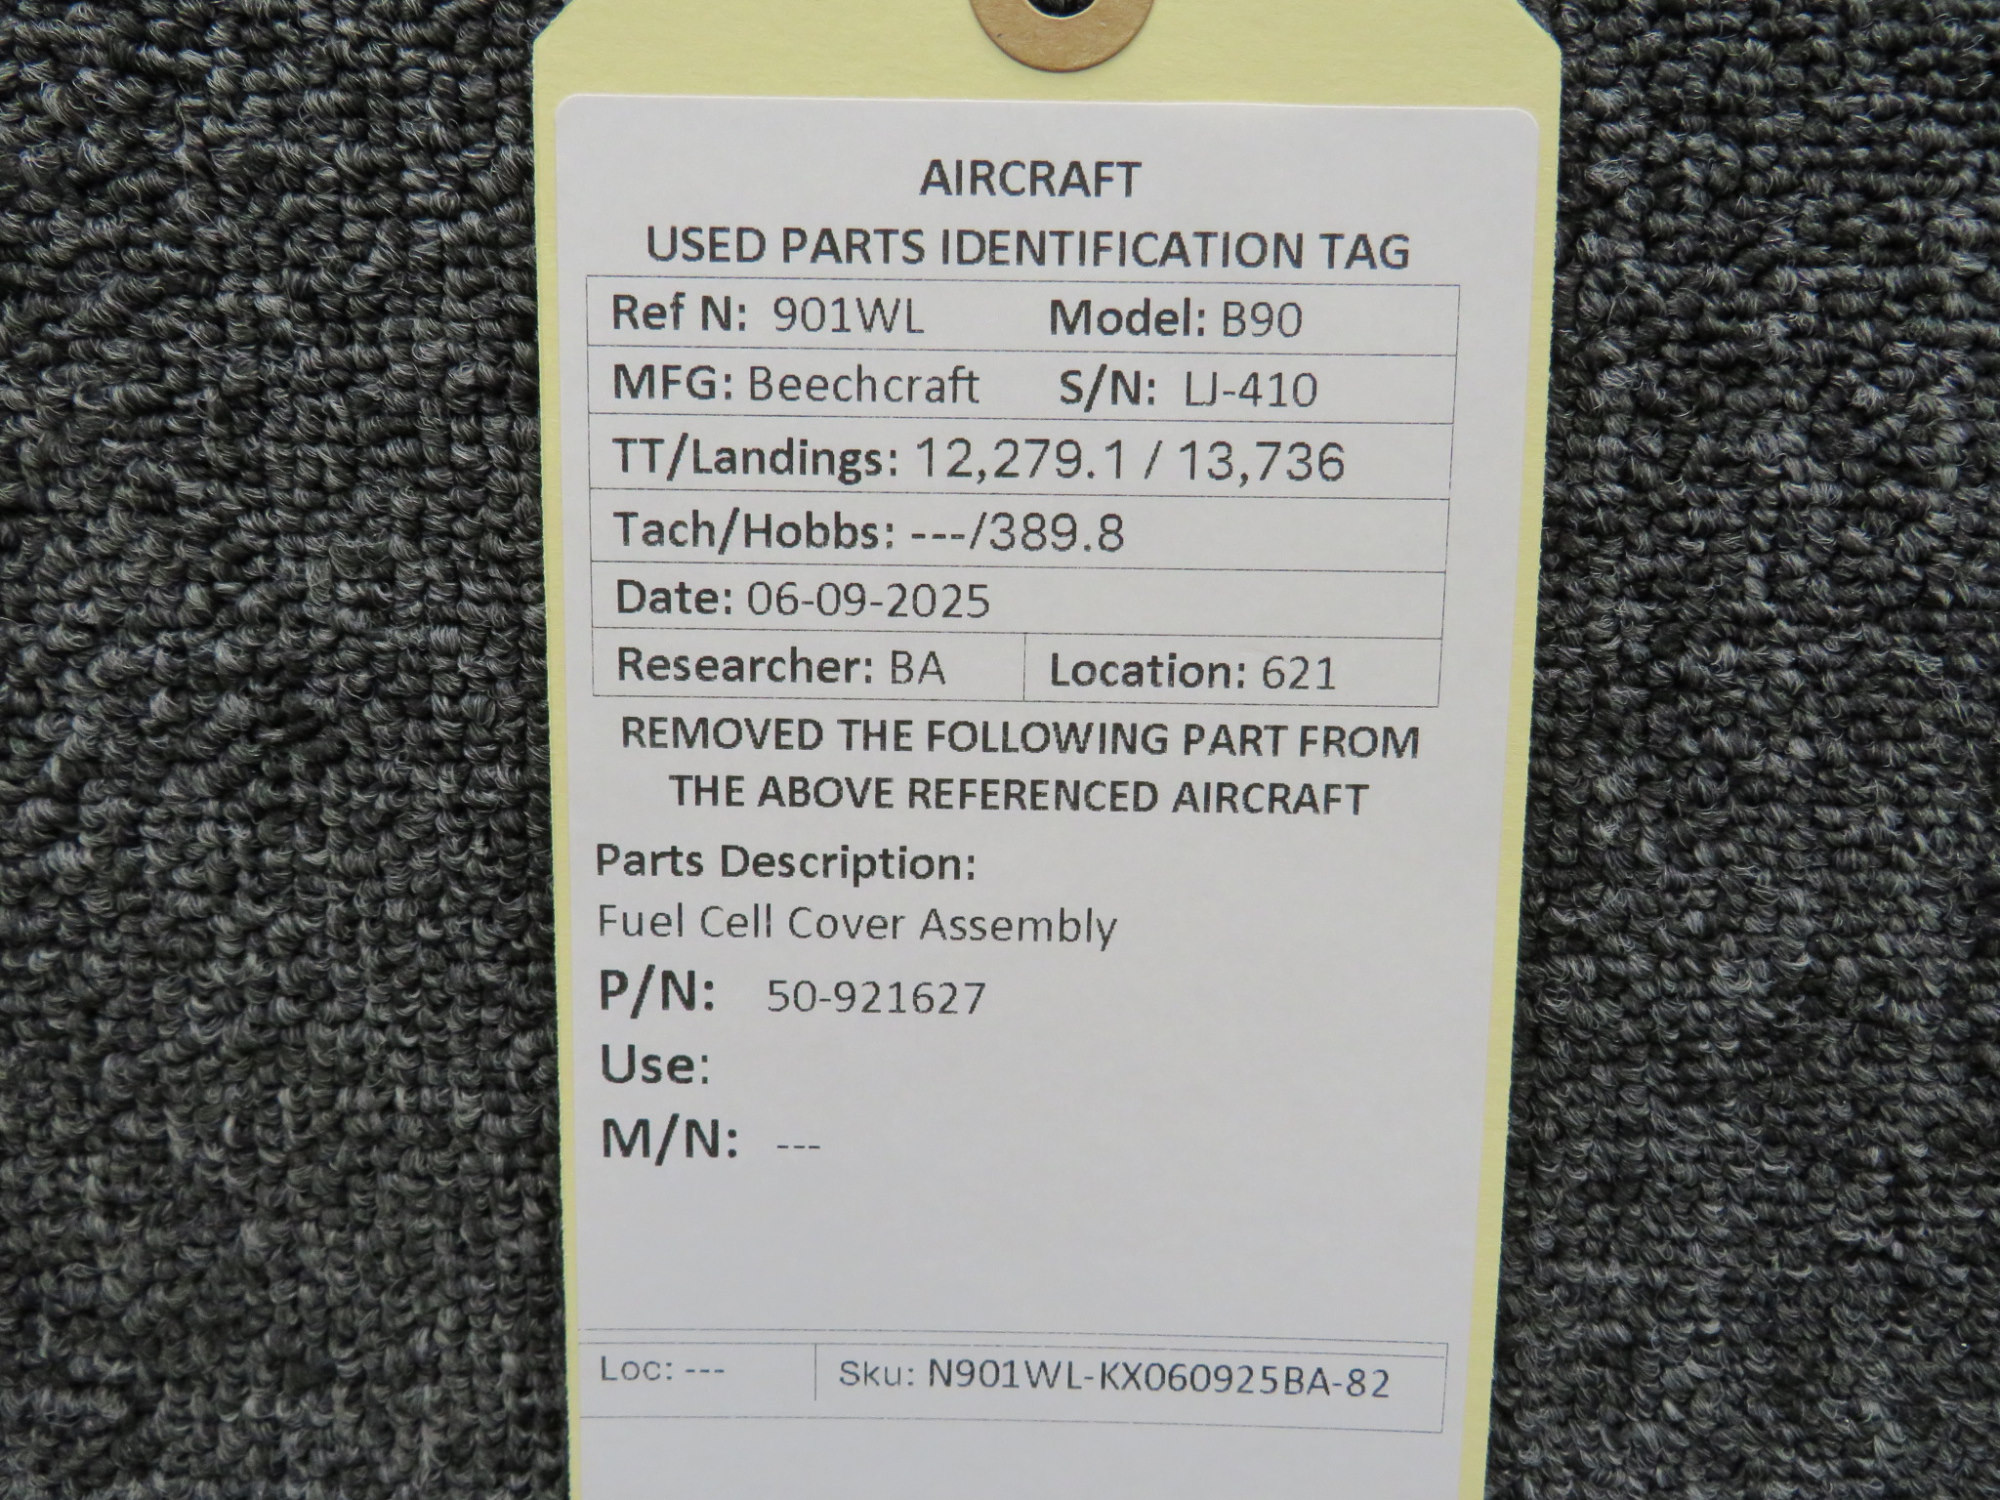 AIRCRAFT
USED PARTS IDENTIFICATION TAG
Ref N: 901WL Model: B90
MFG: Beechcraft S/N: LJ-410
TT/Landings: 12,279.1 / 13,736
Tach/Hobbs: ---/389.8
Date: 06-09-2025
Researcher: BA Location: 621
REMOVED THE FOLLOWING PART FROM
THE ABOVE REFERENCED AIRCRAFT
Parts Description:
Fuel Cell Cover Assembly
P/N: 50-921627
Use:
M/N: ---
Loc: --- Sku: N901WL-KX060925BA-82